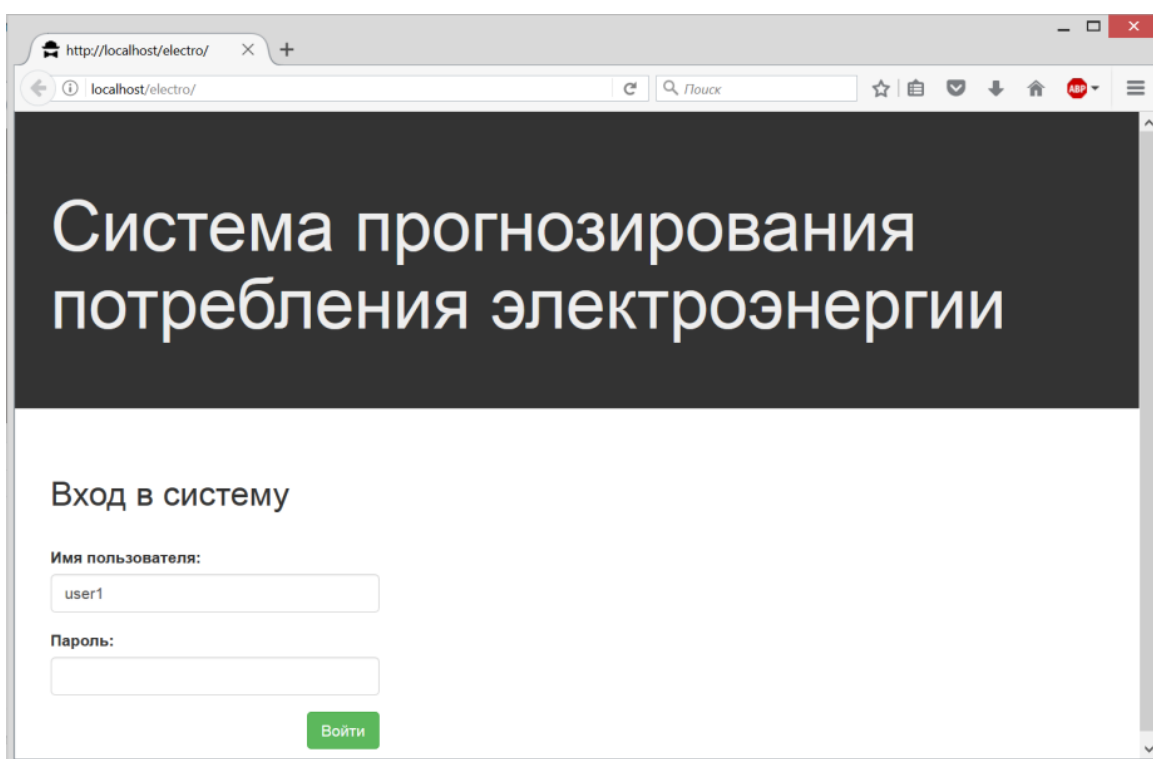 http://localhost/electro/
localhost/electro/
Поиск
ABP
Система прогнозирования
потребления электроэнергии
Вход в систему
Имя пользователя:
user1
Пароль:
Войти